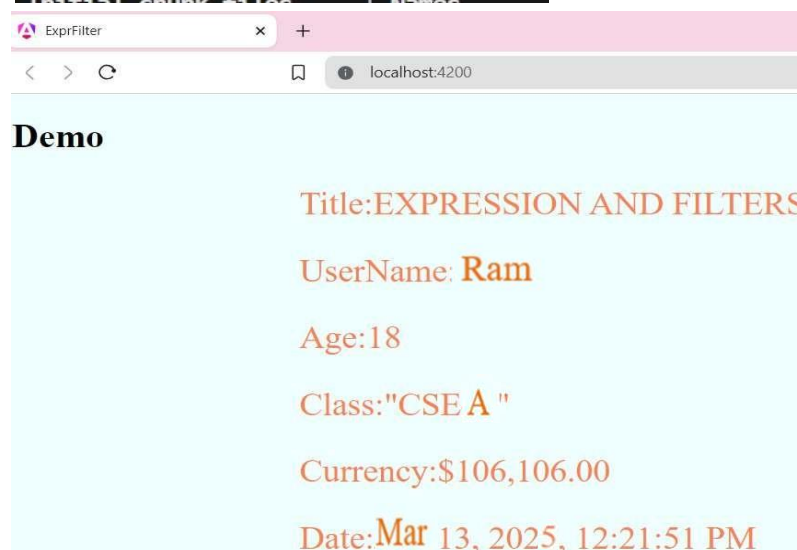 ExprFilter
localhost:4200
Demo
Title:EXPRESSION AND FILTERS
UserName: Ram
Age:18
Class:"CSE A "
Currency:$106,106.00
Date:Mar 13, 2025, 12:21:51 PM